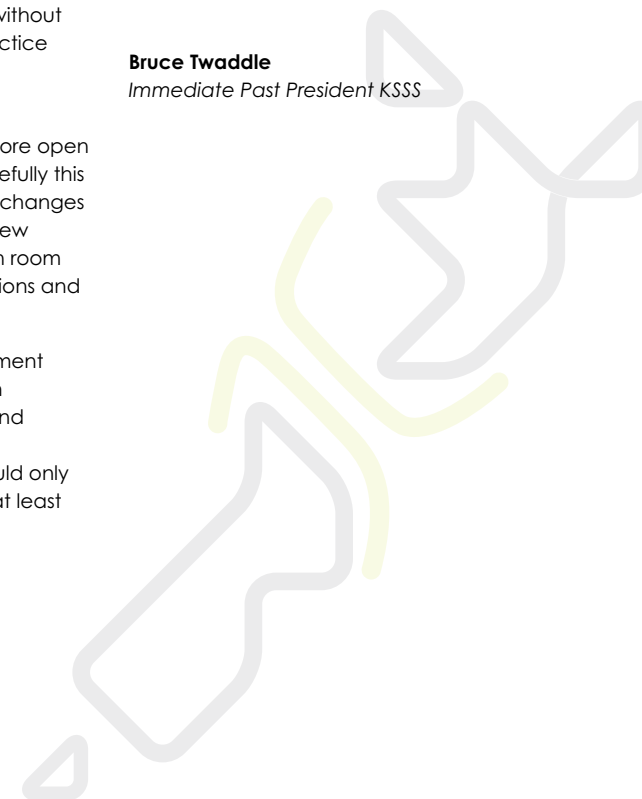 without
ctice
ore open
efully this
changes
ew
room
ions and
ment
nd
uld only
at least
Bruce Twaddle
Immediate Past President KSSS